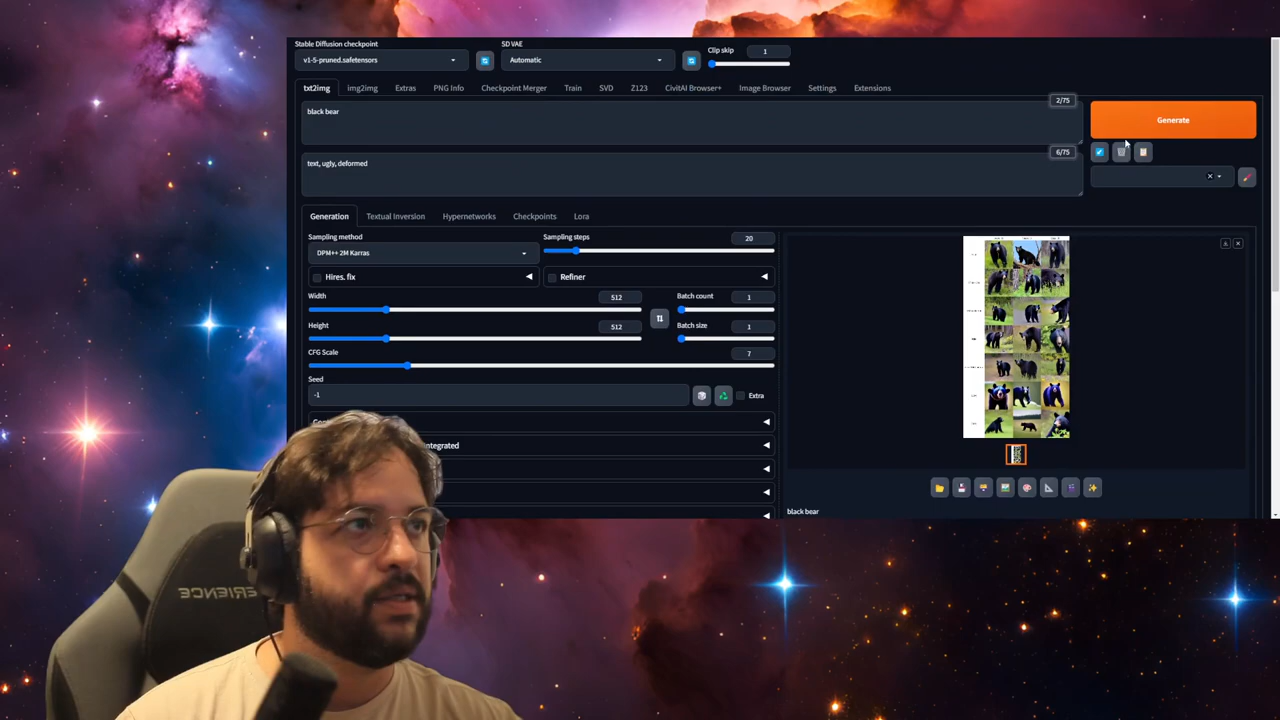 Stable Diffusion checkpoint
SD VAE
Clip skip
1
v1-5-pruned.safetensors
Automatic
txt2img
img2img
Extras
PNG Info
Checkpoint Merger
Train
SVD
Z123
CivitAI Browser+
Image Browser
Settings
Extensions
2/75
black bear
Generate
6/75
text, ugly, deformed
Generation
Textual Inversion
Hypernetworks
Checkpoints
Lora
Sampling method
Sampling steps
20
DPM++ 2M Karras
Hires. fix
Refiner
Width
512
Batch count
1
Height
512
Batch size
1
CFG Scale
7
Seed
-1
Extra
ntegrated
black bear